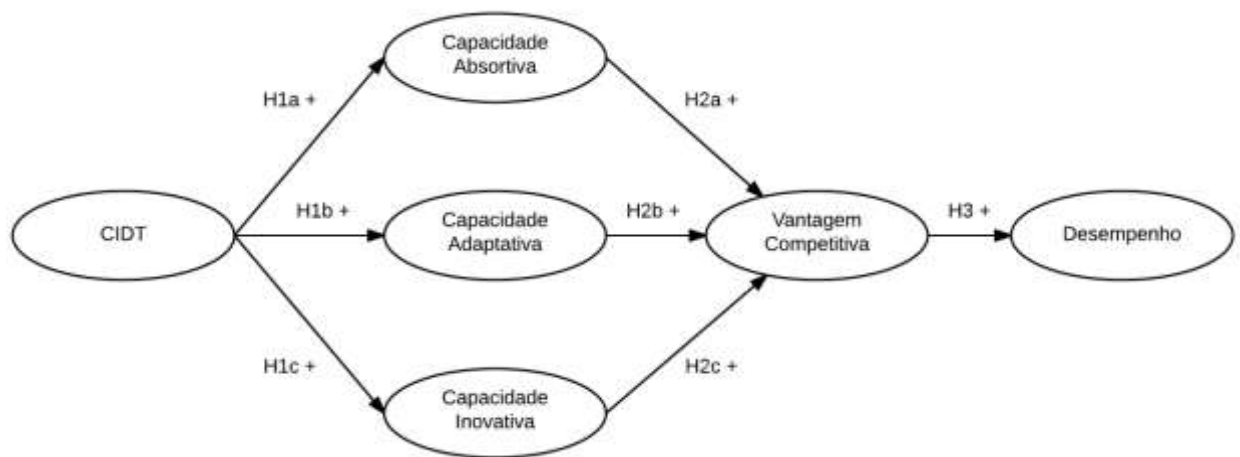 Capacidade
Absortiva
H1a +
H2a +
CIDT
H1b +
Capacidade
Adaptativa
H2b +
Vantagem
Competitiva
H3 +
Desempenho
H1c +
H2c +
Capacidade
Inovativa